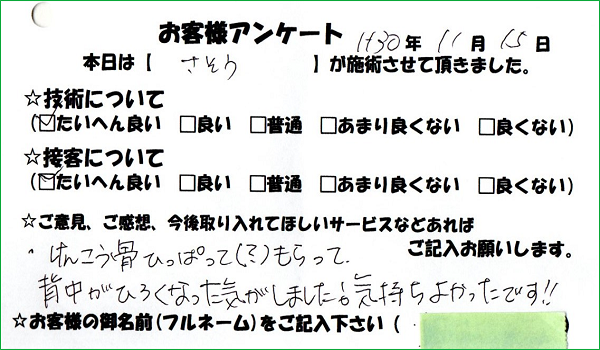 お客様アンケート H30年 11月 15日
本日は【 さそり 】が施術させて頂きました。
☆技術について
(☑たいへん良い □良い □普通 □あまり良くない □良くない)
☆接客について
(☑たいへん良い □良い □普通 □あまり良くない □良くない)
☆ご意見、ご感想、今後取り入れてほしいサービスなどあれば
ご記入お願いします。
・けんこう骨ひっぱって(?)もらって、
背中がひろくなった気がしました。気持ちよかったです!!
☆お客様の御名前(フルネーム)をご記入下さい(